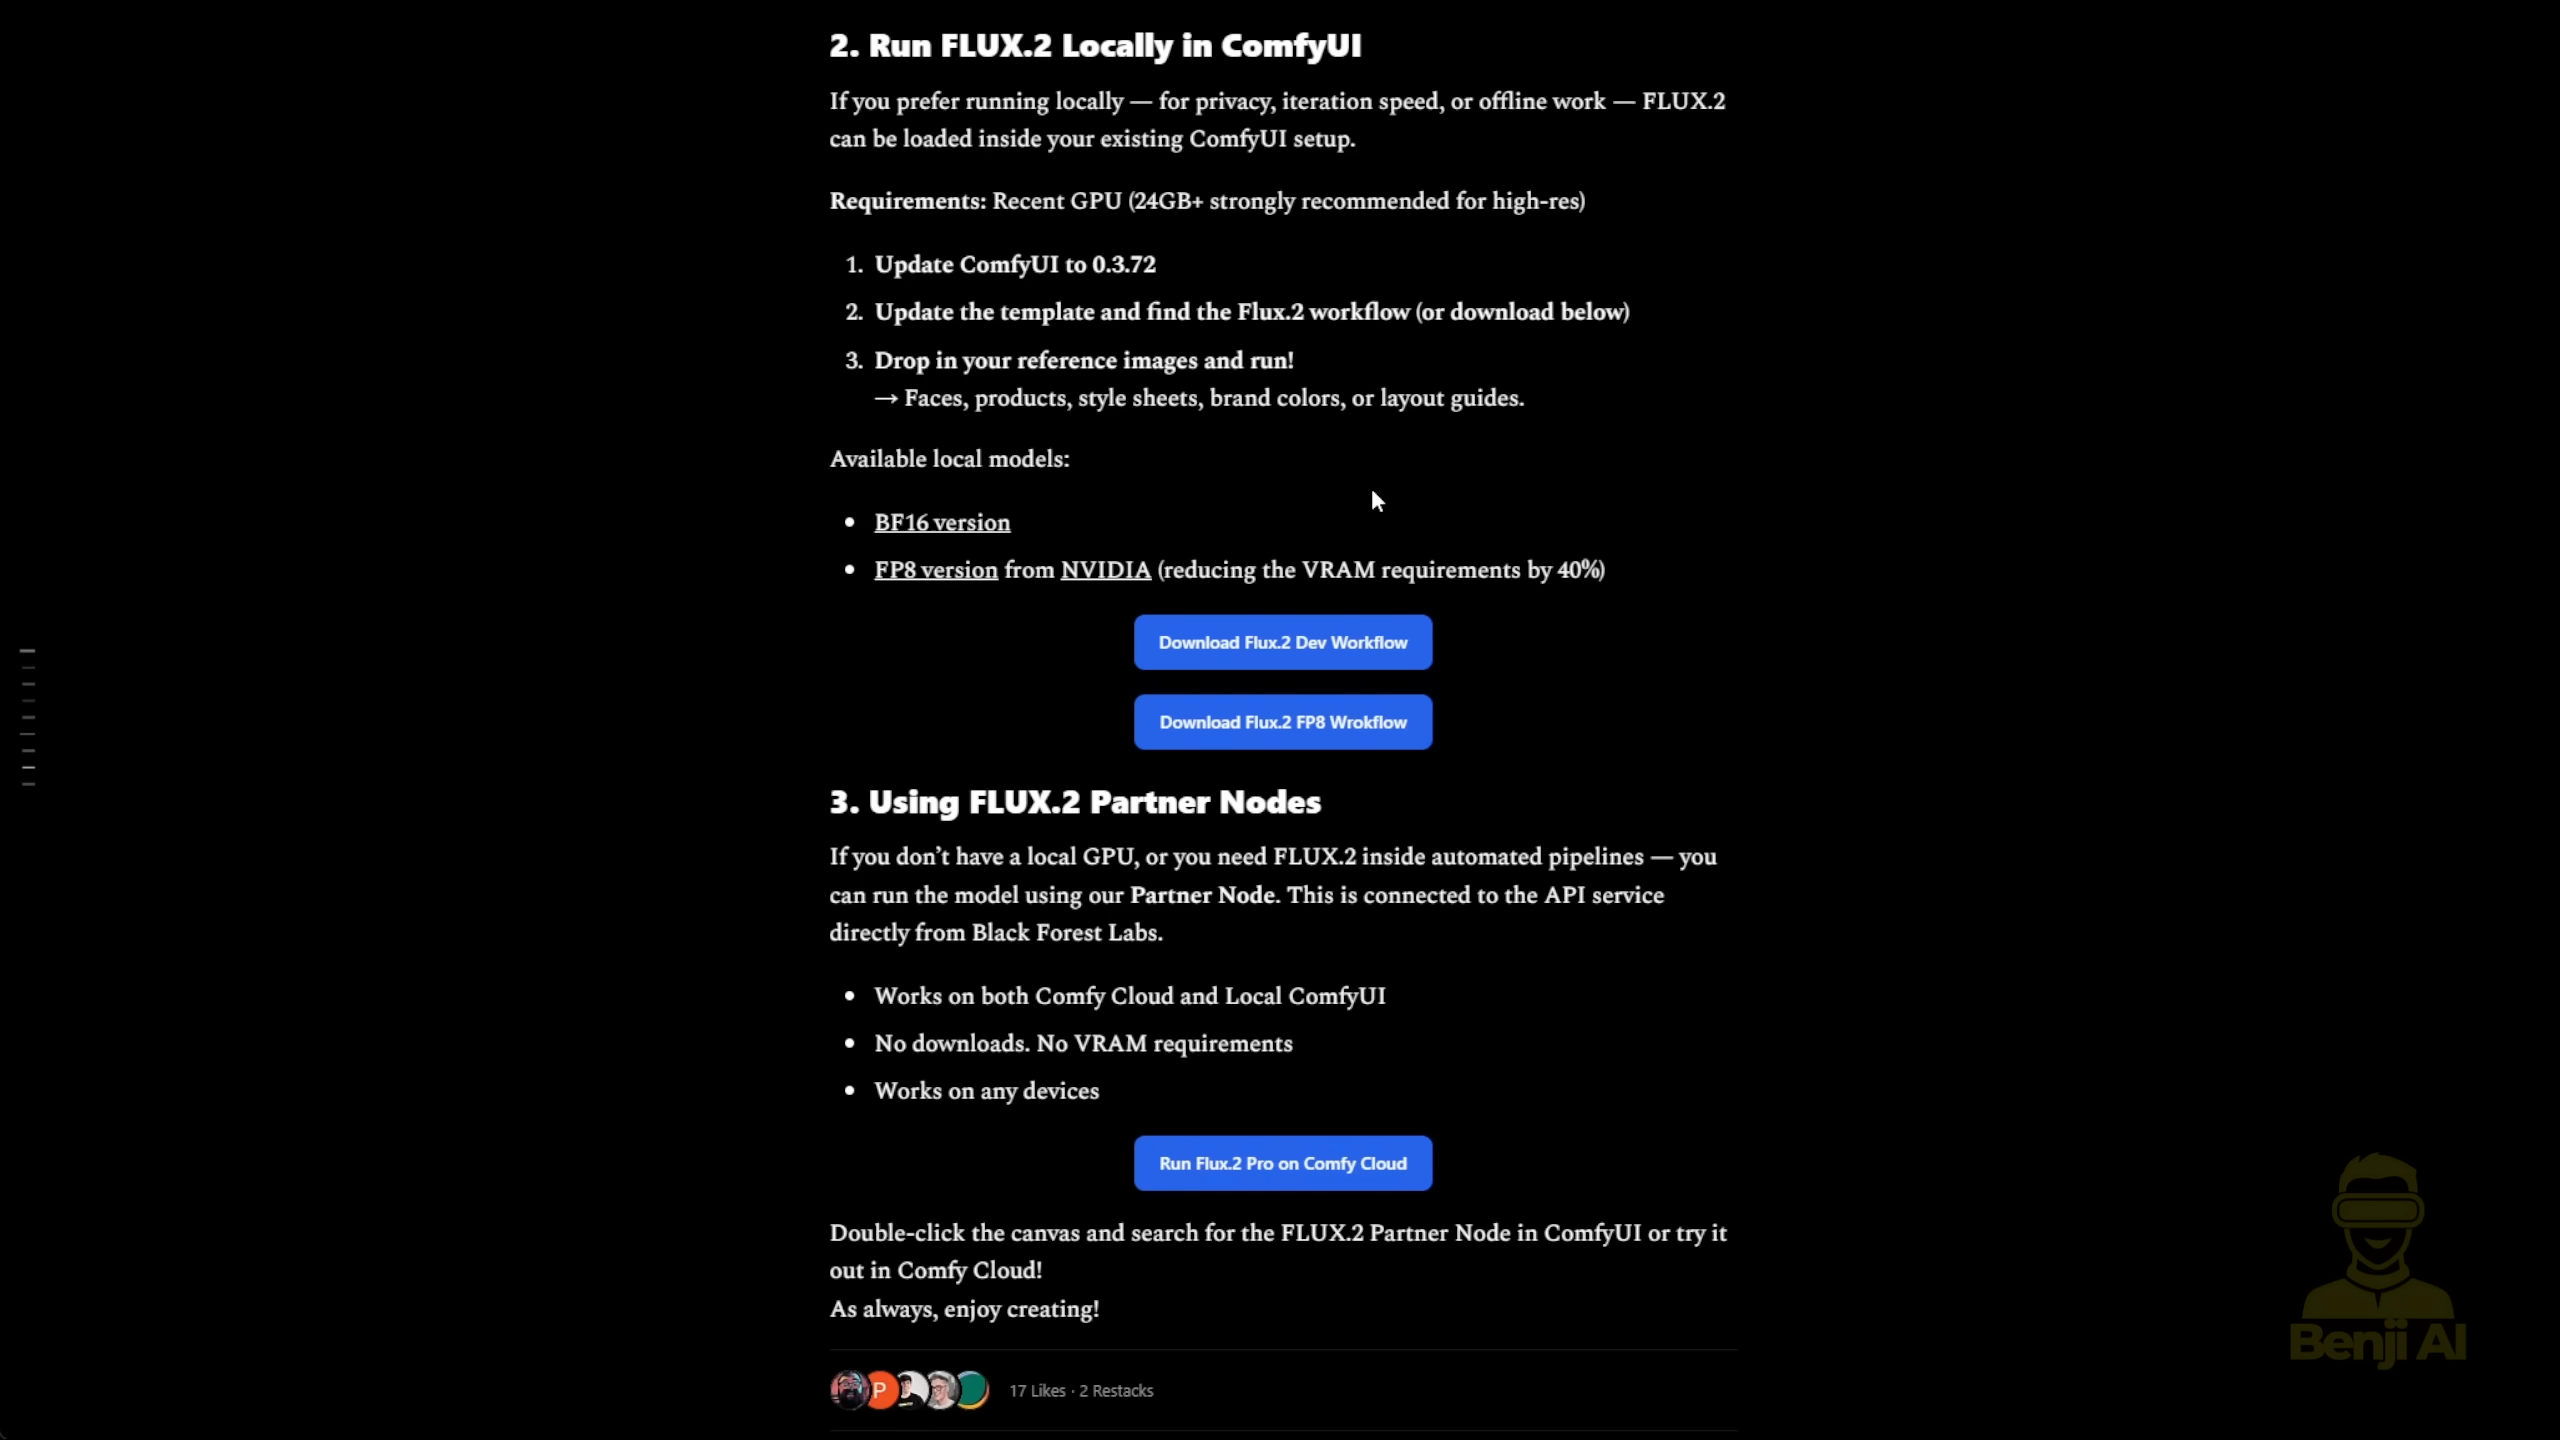 2. Run FLUX.2 Locally in ComfyUI
If you prefer running locally — for privacy, iteration speed, or offline work — FLUX.2
can be loaded inside your existing ComfyUI setup.
Requirements: Recent GPU (24GB+ strongly recommended for high-res)
1. Update ComfyUI to 0.3.72
2. Update the template and find the Flux.2 workflow (or download below)
3. Drop in your reference images and run!
→ Faces, products, style sheets, brand colors, or layout guides.
Available local models:
• BF16 version
• FP8 version from NVIDIA (reducing the VRAM requirements by 40%)
Download Flux.2 Dev Workflow
Download Flux.2 FP8 Wrokflow
3. Using FLUX.2 Partner Nodes
If you don’t have a local GPU, or you need FLUX.2 inside automated pipelines — you
can run the model using our Partner Node. This is connected to the API service
directly from Black Forest Labs.
• Works on both Comfy Cloud and Local ComfyUI
• No downloads. No VRAM requirements
• Works on any devices
Run Flux.2 Pro on Comfy Cloud
Double-click the canvas and search for the FLUX.2 Partner Node in ComfyUI or try it
out in Comfy Cloud!
As always, enjoy creating!
P
17 Likes · 2 Restacks
Benji AI